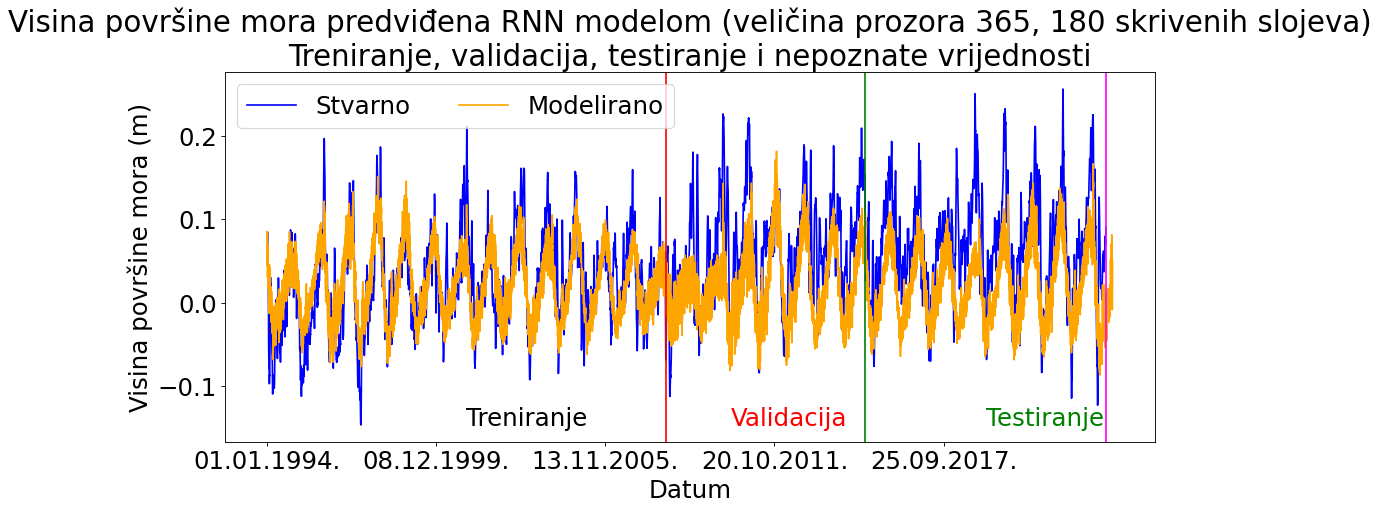 Visina površine mora predviđena RNN modelom (veličina prozora 365, 180 skrivenih slojeva)
Treniranje, validacija, testiranje i nepoznate vrijednosti
Stvarno Modelirano
Visina površine mora (m)
0.2
0.1
0.0
−0.1
Treniranje Validacija Testiranje
01.01.1994. 08.12.1999. 13.11.2005. 20.10.2011. 25.09.2017.
Datum